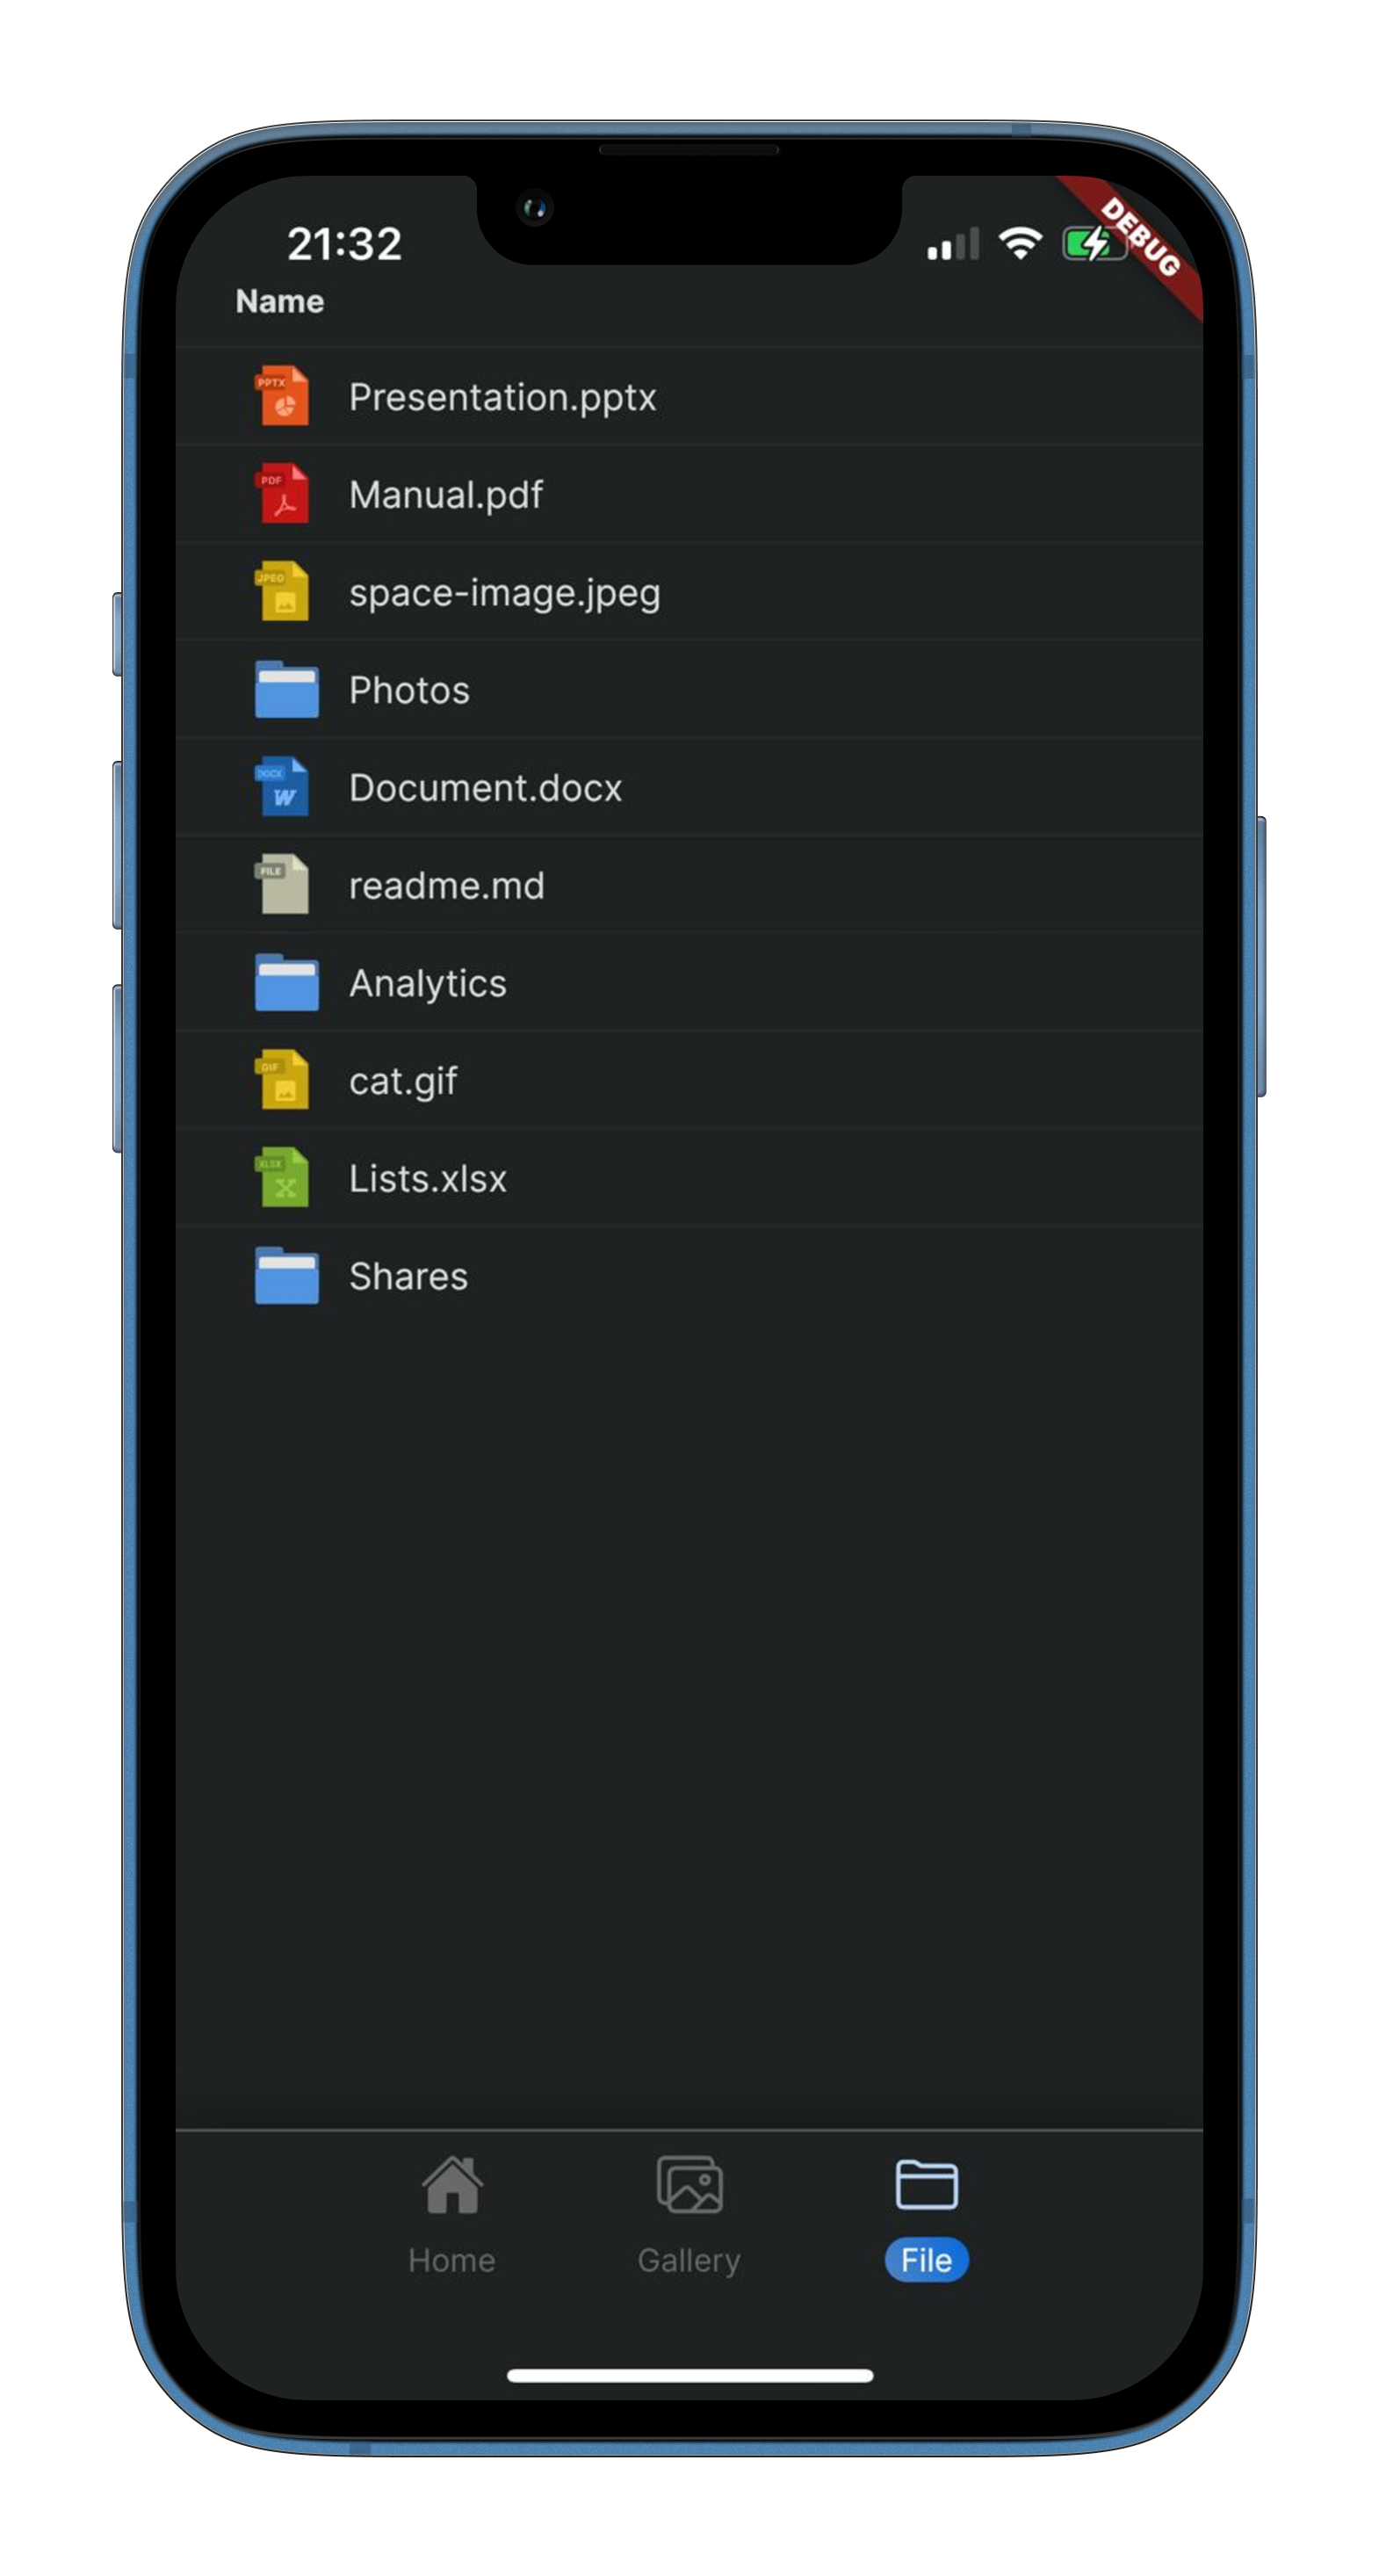 21:32
DEBUG
Name
PPTX
Presentation.pptx
PDF
Manual.pdf
JPEG
space-image.jpeg
Photos
DOCX
W
Document.docx
FILE
readme.md
Analytics
GIF
cat.gif
XLSX
X
Lists.xlsx
Shares
Home
Gallery
File